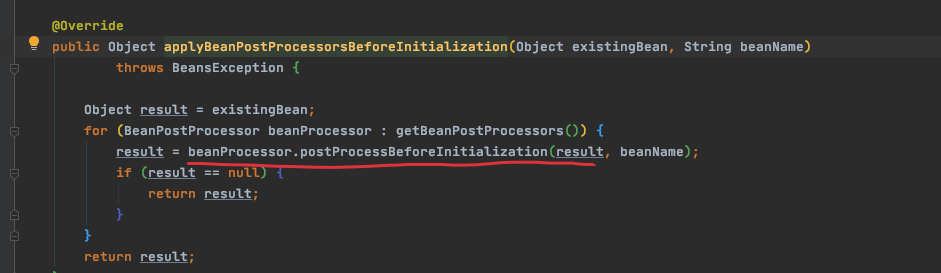 @Override
public Object applyBeanPostProcessorsBeforeInitialization(Object existingBean, String beanName)
throws BeansException {
Object result = existingBean;
for (BeanPostProcessor beanProcessor : getBeanPostProcessors()) {
result = beanProcessor.postProcessBeforeInitialization(result, beanName);
if (result == null) {
return result;
}
}
return result;